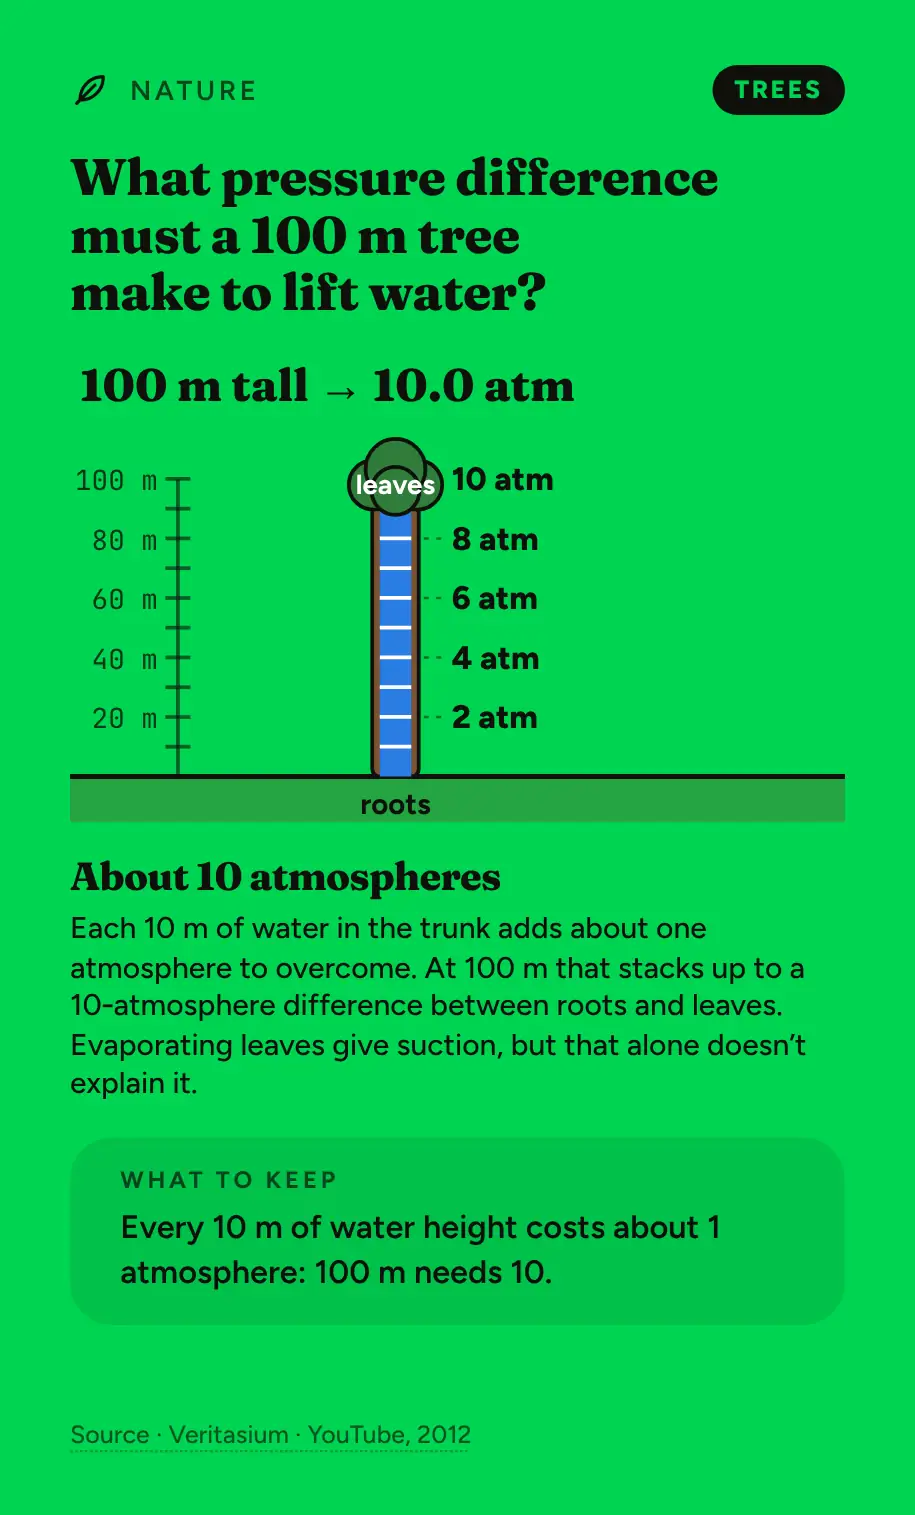 NATURE
TREES
What pressure difference
must a 100 m tree
make to lift water?
100 m tall → 10.0 atm
100 m
leaves
10 atm
80 m
8 atm
60 m
6 atm
40 m
4 atm
20 m
2 atm
roots
About 10 atmospheres
Each 10 m of water in the trunk adds about one
atmosphere to overcome. At 100 m that stacks up to a
10-atmosphere difference between roots and leaves.
Evaporating leaves give suction, but that alone doesn’t
explain it.
WHAT TO KEEP
Every 10 m of water height costs about 1
atmosphere: 100 m needs 10.
Source · Veritasium · YouTube, 2012